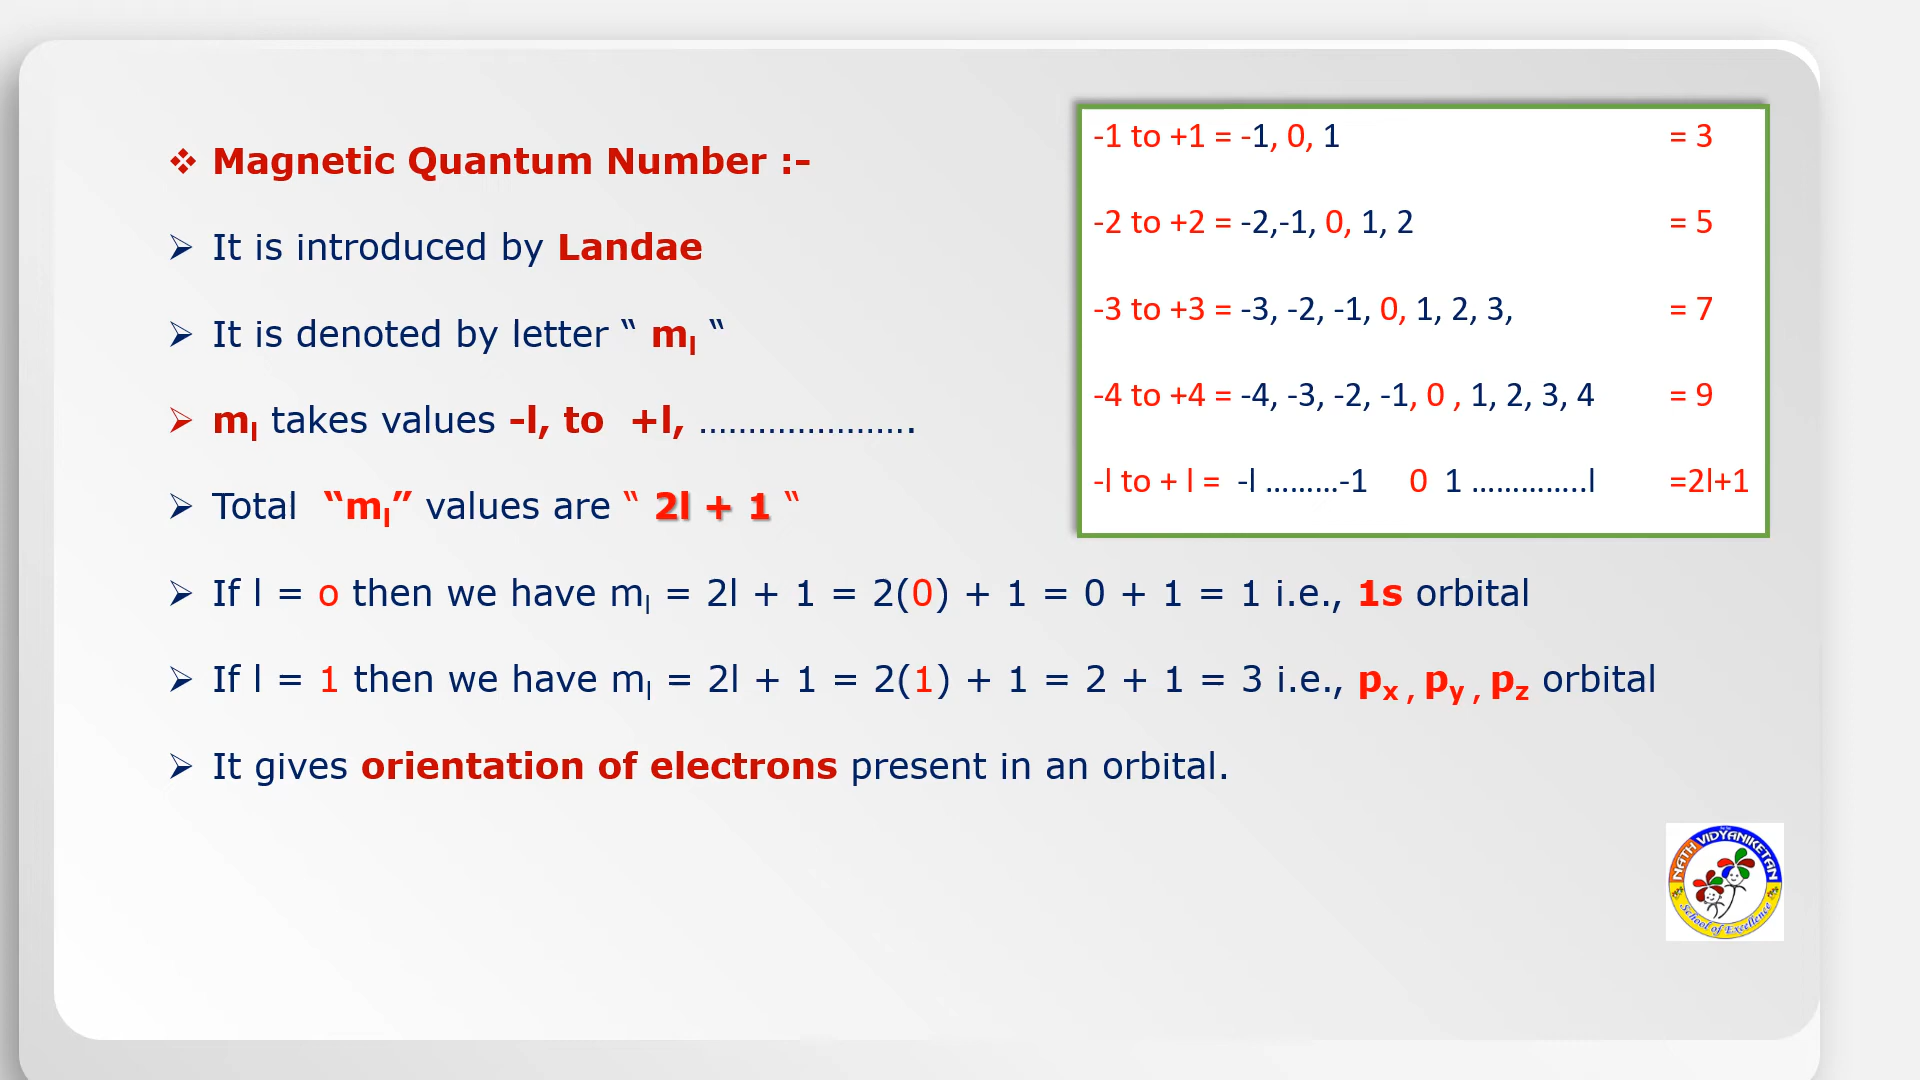 Magnetic Quantum Number :-
It is introduced by Landae
It is denoted by letter “ ml “
ml takes values -l, to +l, ......................
Total “ml” values are “ 2l + 1 “
-1 to +1 = -1, 0, 1 = 3
-2 to +2 = -2,-1, 0, 1, 2 = 5
-3 to +3 = -3, -2, -1, 0, 1, 2, 3, = 7
-4 to +4 = -4, -3, -2, -1, 0 , 1, 2, 3, 4 = 9
-l to + l = -l .........-1 0 1 ..............l =2l+1
If l = o then we have ml = 2l + 1 = 2(0) + 1 = 0 + 1 = 1 i.e., 1s orbital
If l = 1 then we have ml = 2l + 1 = 2(1) + 1 = 2 + 1 = 3 i.e., px , py , pz orbital
It gives orientation of electrons present in an orbital.
NATH VIDYANIKETAN
School of Excellence